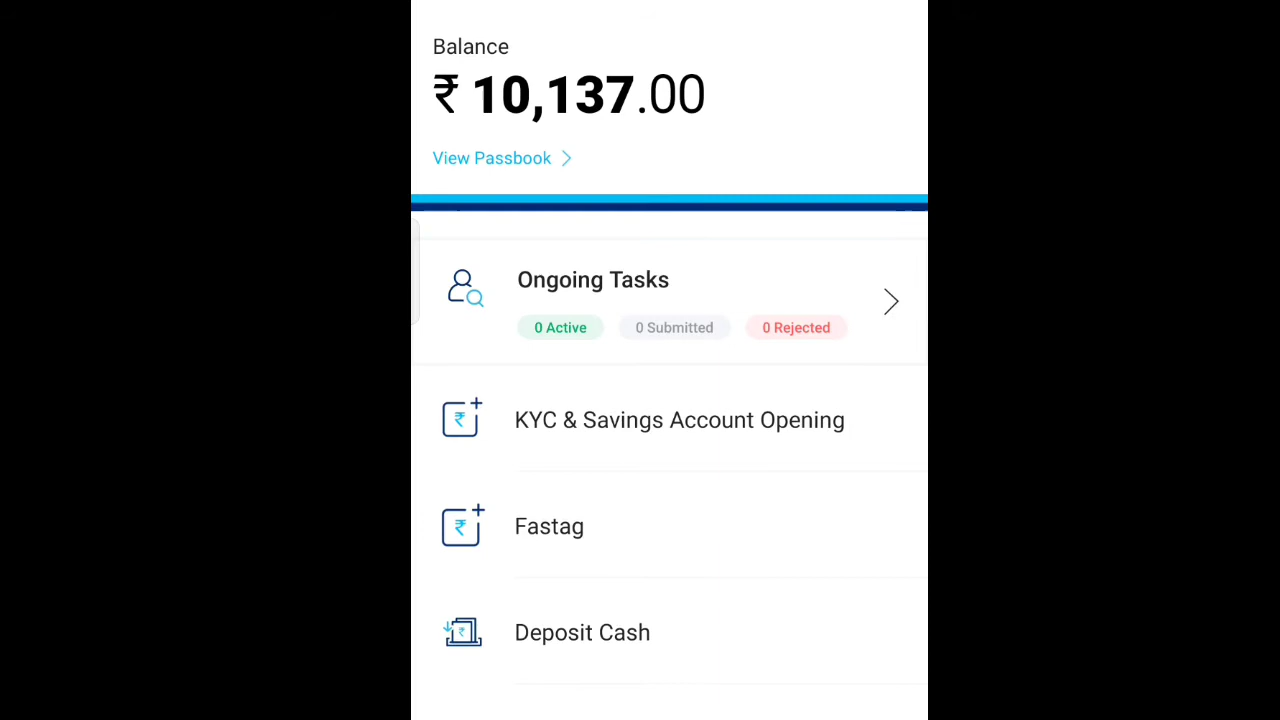 Balance
₹ 10,137.00
View Passbook
Ongoing Tasks
0 Active 0 Submitted 0 Rejected
KYC & Savings Account Opening
Fastag
Deposit Cash